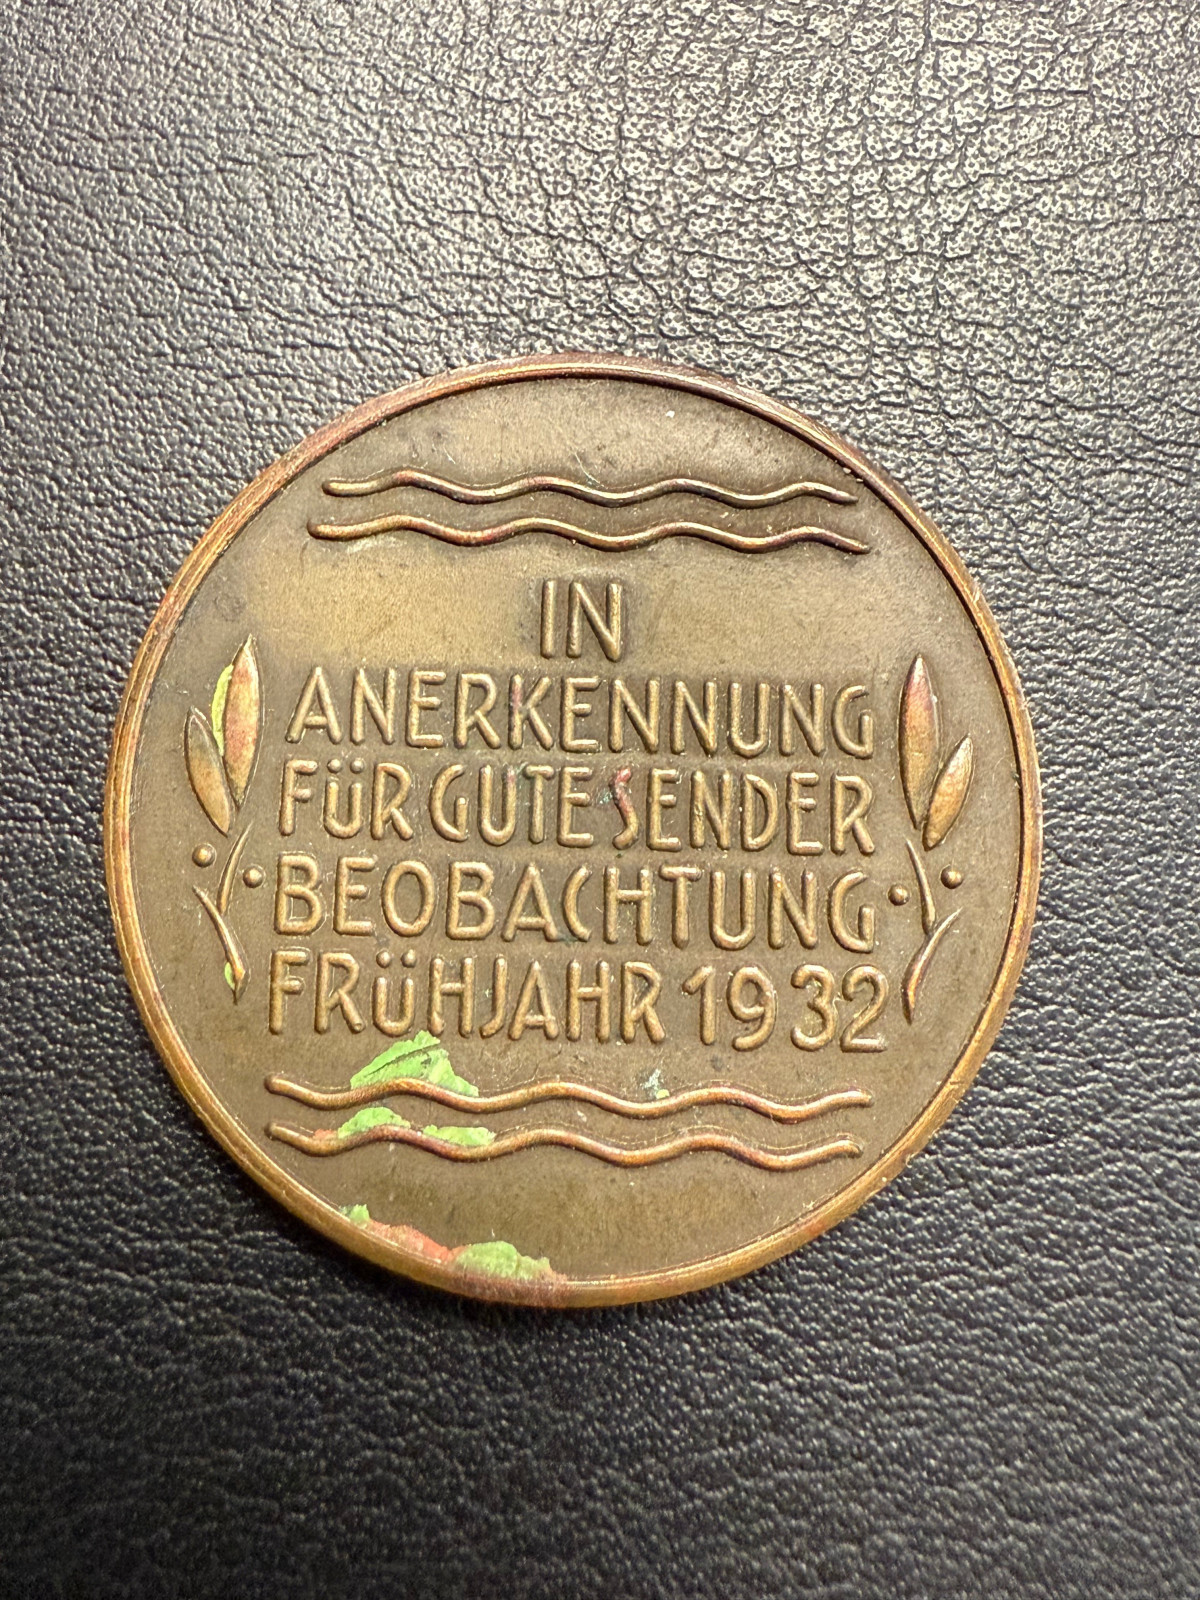 IN
ANERKENNUNG
FÜR GUTE SENDER
BEOBACHTUNG
FRÜHJAHR 1932